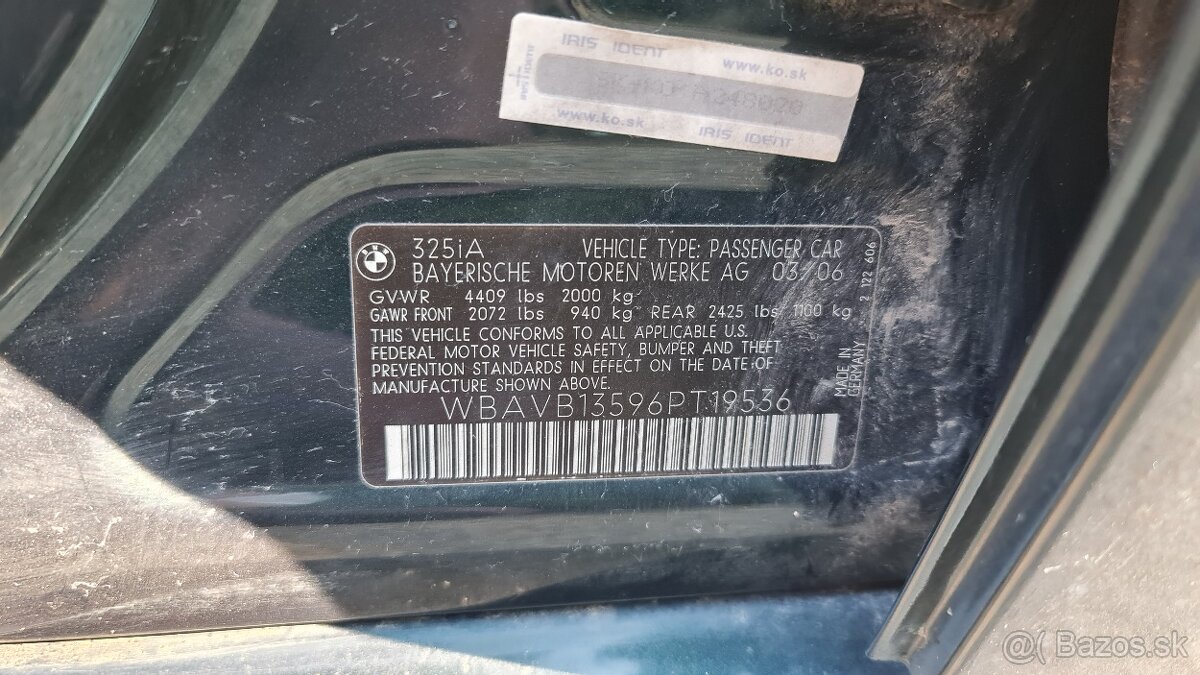 IRIS IDENT
www.ko.sk
www.ko.sk
IRIS IDENT
325iA VEHICLE TYPE: PASSENGER CAR
BAYERISCHE MOTOREN WERKE AG 03/06
GVWR 4409 lbs 2000 kg
GAWR FRONT 2072 lbs 940 kg REAR 2425 lbs 1100 kg
THIS VEHICLE CONFORMS TO ALL APPLICABLE U.S.
FEDERAL MOTOR VEHICLE SAFETY, BUMPER AND THEFT
PREVENTION STANDARDS IN EFFECT ON THE DATE OF
MANUFACTURE SHOWN ABOVE.
WBAVB13596PT19536
MADE IN
GERMANY
2 122 606
Bazos.sk